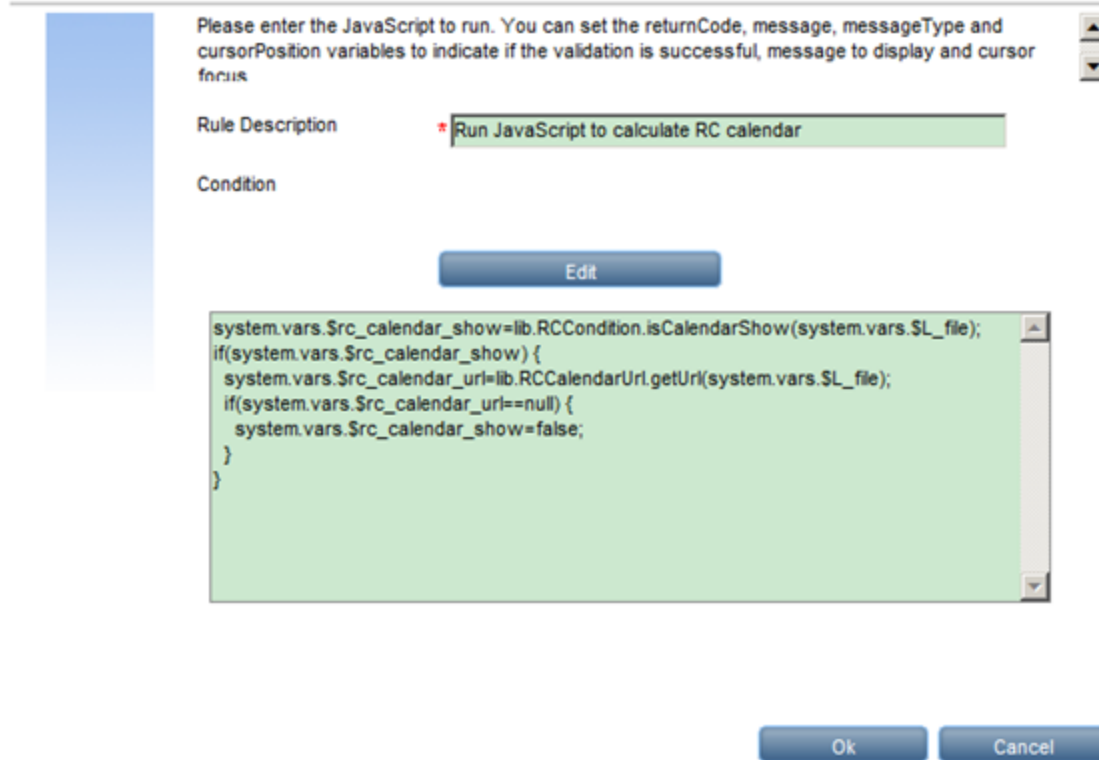 Please enter the JavaScript to run. You can set the returnCode, message, messageType and
cursorPosition variables to indicate if the validation is successful, message to display and cursor
focus
Rule Description * Run JavaScript to calculate RC calendar
Condition
Edit
system.vars.$rc_calendar_show=lib.RCCondition.isCalendarShow(system.vars.$L_file);
if(system.vars.$rc_calendar_show) {
  system.vars.$rc_calendar_url=lib.RCCalendarUrl.getUrl(system.vars.$L_file);
  if(system.vars.$rc_calendar_url==null) {
    system.vars.$rc_calendar_show=false;
  }
}
Ok Cancel